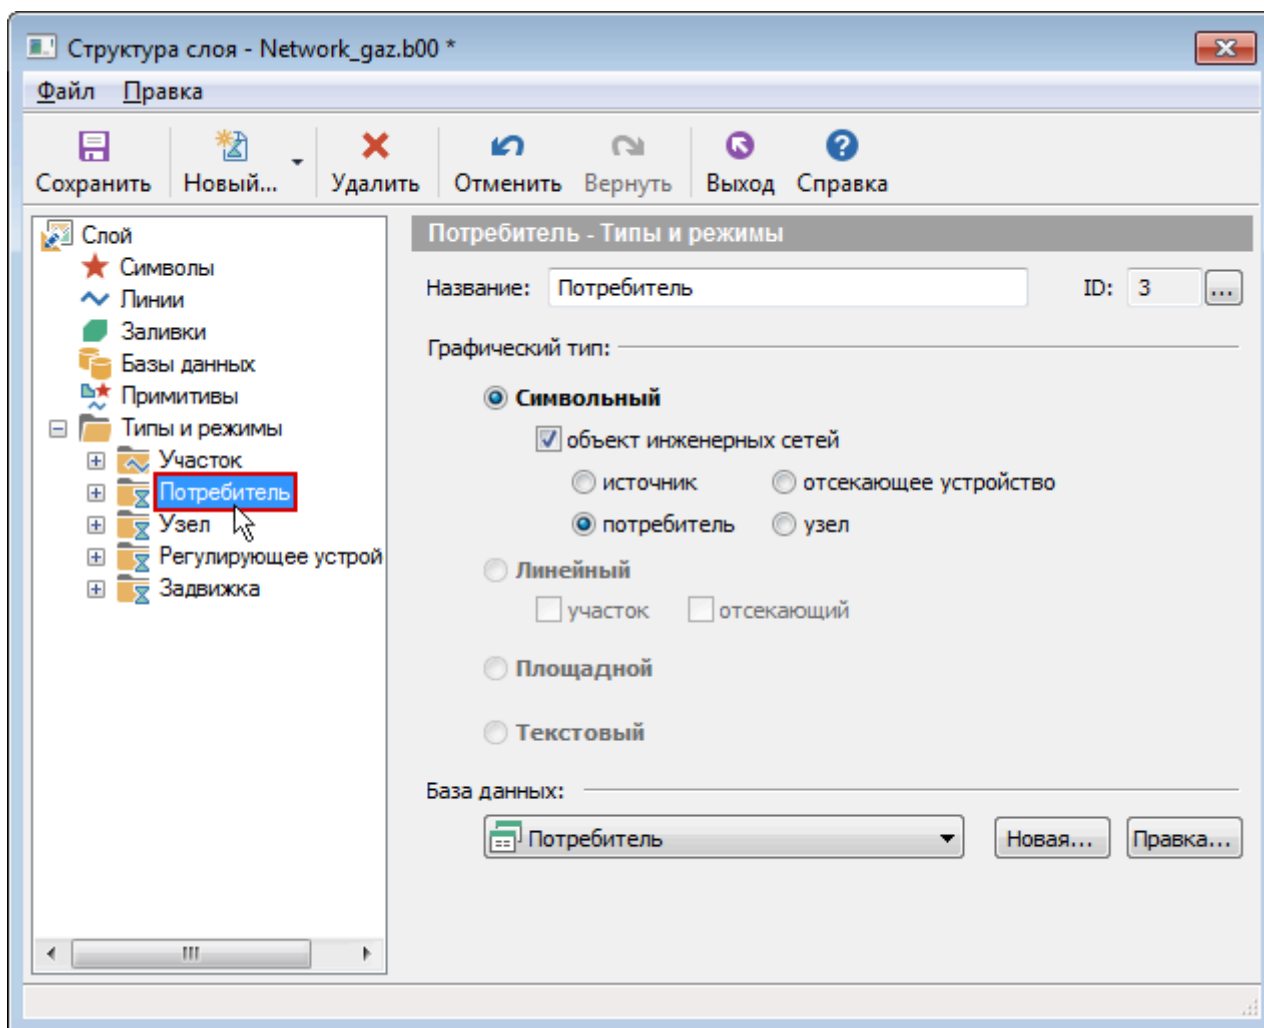 Структура слоя - Network_gaz.b00 *
Файл Правка
Сохранить Новый... Удалить Отменить Вернуть Выход Справка
Слой
Символы
Линии
Заливки
Базы данных
Примитивы
Типы и режимы
Участок
Потребитель
Узел
Регулирующее устрой
Задвижка
Потребитель - Типы и режимы
Название: Потребитель ID: 3 ...
Графический тип:
Символьный
объект инженерных сетей
источник отсекающее устройство
потребитель узел
Линейный
участок отсекающий
Площадной
Текстовый
База данных:
Потребитель Новая... Правка...